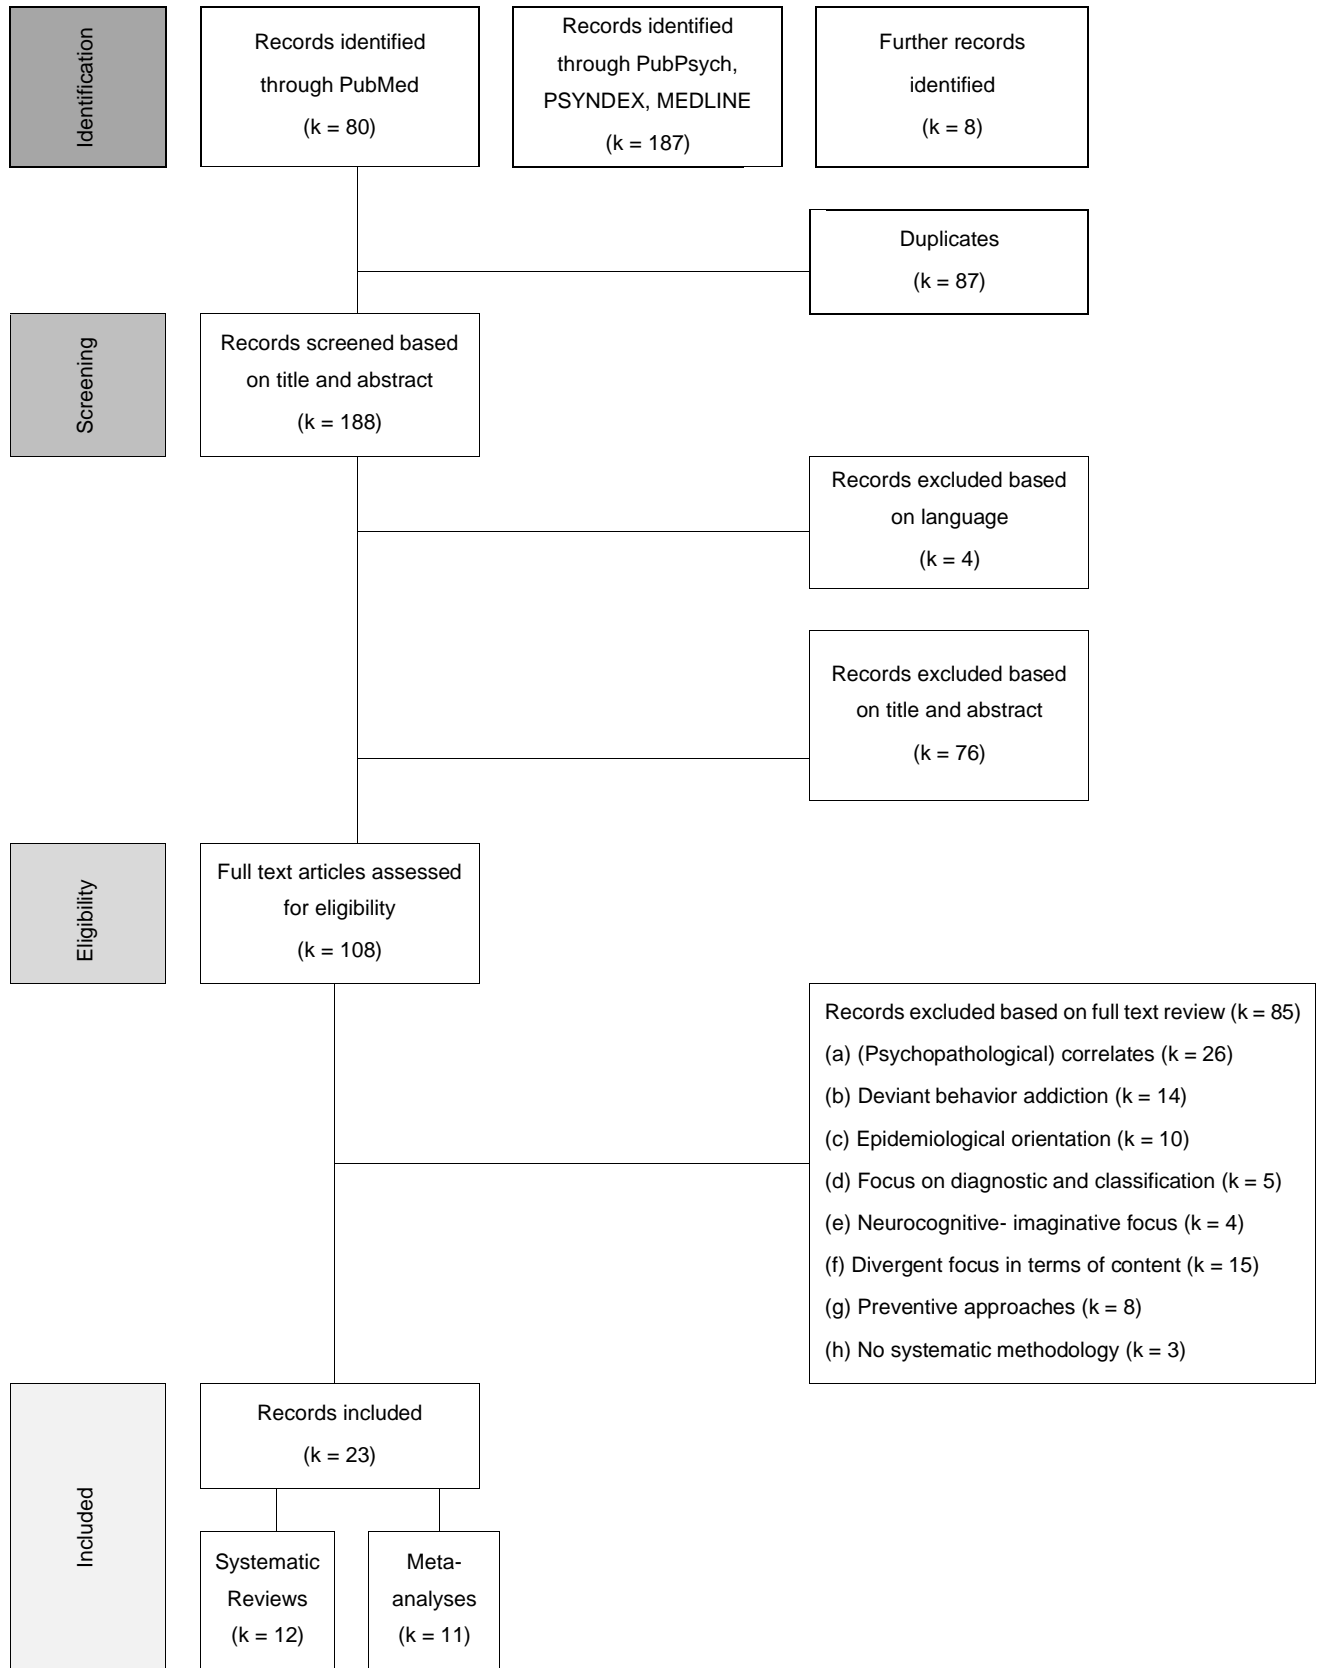 Identification
Records identified
through PubMed
(k = 80)
Records identified
through PubPsych,
PSYNDEX, MEDLINE
(k = 187)
Further records
identified
(k = 8)
Duplicates
(k = 87)
Screening
Records screened based
on title and abstract
(k = 188)
Records excluded based
on language
(k = 4)
Records excluded based
on title and abstract
(k = 76)
Eligibility
Full text articles assessed
for eligibility
(k = 108)
Records excluded based on full text review (k = 85)
(a) (Psychopathological) correlates (k = 26)
(b) Deviant behavior addiction (k = 14)
(c) Epidemiological orientation (k = 10)
(d) Focus on diagnostic and classification (k = 5)
(e) Neurocognitive- imaginative focus (k = 4)
(f) Divergent focus in terms of content (k = 15)
(g) Preventive approaches (k = 8)
(h) No systematic methodology (k = 3)
Included
Records included
(k = 23)
Systematic
Reviews
(k = 12)
Meta-
analyses
(k = 11)